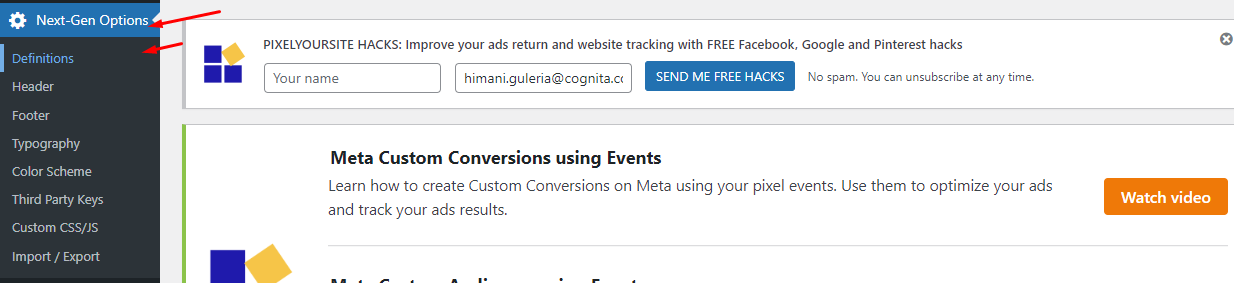 Next-Gen Options
Definitions
Header
Footer
Typography
Color Scheme
Third Party Keys
Custom CSS/JS
Import / Export
PIXELYOURSITE HACKS: Improve your ads return and website tracking with FREE Facebook, Google and Pinterest hacks
Your name
himani.guleria@cognita.cc
SEND ME FREE HACKS
No spam. You can unsubscribe at any time.
Meta Custom Conversions using Events
Learn how to create Custom Conversions on Meta using your pixel events. Use them to optimize your ads
and track your ads results.
Watch video